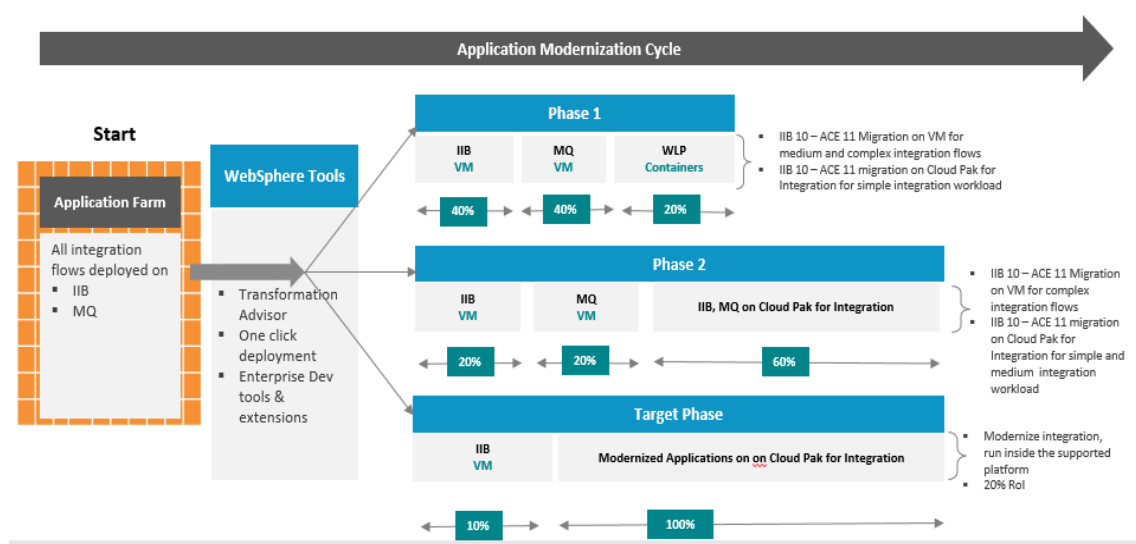 Application Modernization Cycle
Start
Application Farm
All integration
flows deployed on
▪ IIB
▪ MQ
WebSphere Tools
▪ Transformation
Advisor
▪ One click
deployment
▪ Enterprise Dev
tools &
extensions
Phase 1
IIB
VM
MQ
VM
WLP
Containers
40%
40%
20%
▪ IIB 10 – ACE 11 Migration on VM for
medium and complex integration flows
▪ IIB 10 – ACE 11 migration on Cloud Pak for
Integration for simple integration workload
Phase 2
IIB
VM
MQ
VM
IIB, MQ on Cloud Pak for Integration
20%
20%
60%
▪ IIB 10 – ACE 11 Migration
on VM for complex
integration flows
▪ IIB 10 – ACE 11 migration
on Cloud Pak for
Integration for simple and
medium integration
workload
Target Phase
IIB
VM
Modernized Applications on on Cloud Pak for Integration
10%
100%
▪ Modernize integration,
run inside the supported
platform
▪ 20% RoI